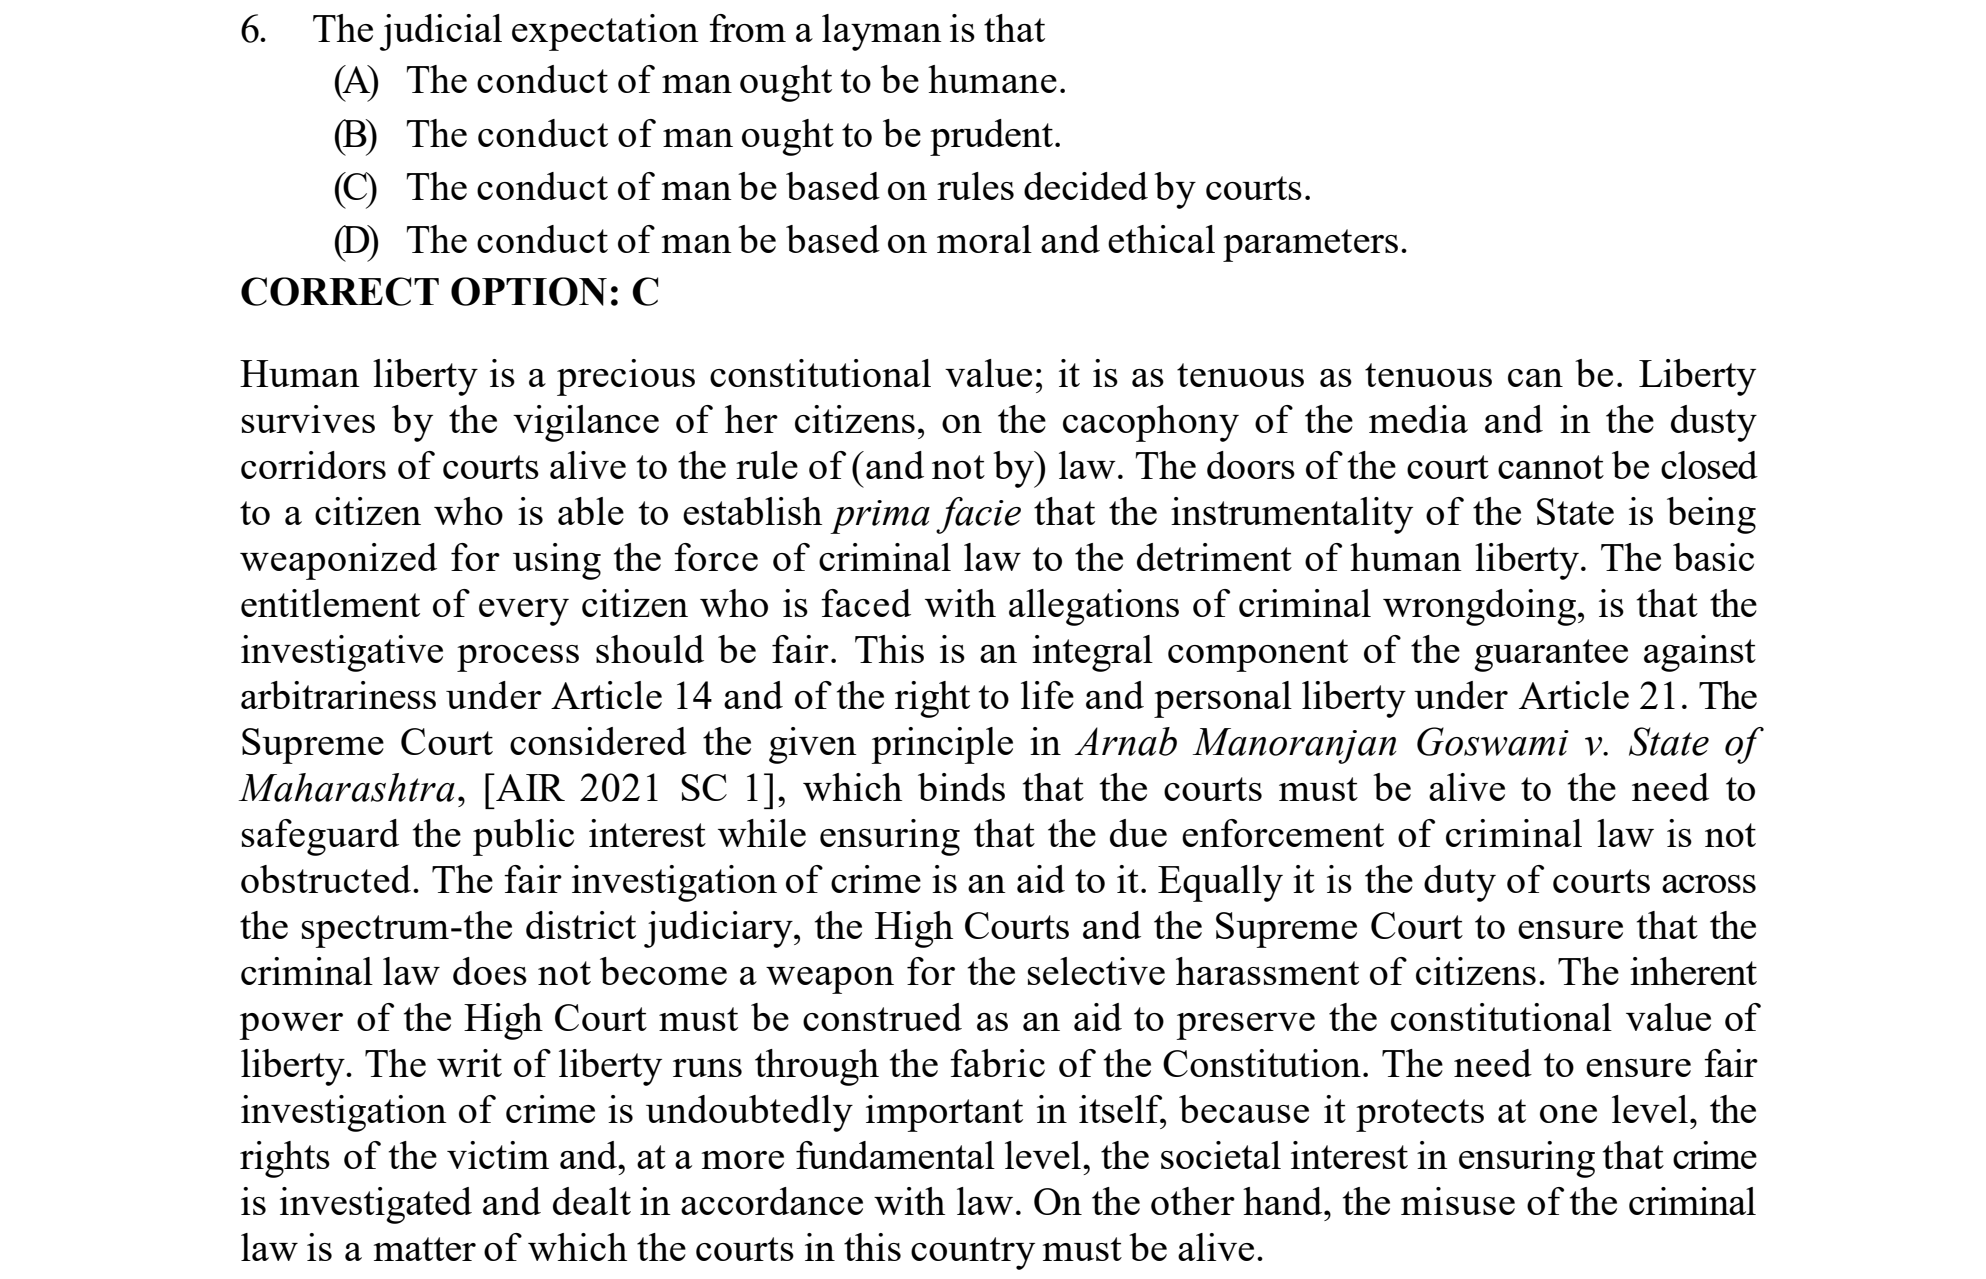 6. The judicial expectation from a layman is that
(A) The conduct of man ought to be humane.
(B) The conduct of man ought to be prudent.
(C) The conduct of man be based on rules decided by courts.
(D) The conduct of man be based on moral and ethical parameters.
CORRECT OPTION: C
Human liberty is a precious constitutional value; it is as tenuous as tenuous can be. Liberty
survives by the vigilance of her citizens, on the cacophony of the media and in the dusty
corridors of courts alive to the rule of (and not by) law. The doors of the court cannot be closed
to a citizen who is able to establish prima facie that the instrumentality of the State is being
weaponized for using the force of criminal law to the detriment of human liberty. The basic
entitlement of every citizen who is faced with allegations of criminal wrongdoing, is that the
investigative process should be fair. This is an integral component of the guarantee against
arbitrariness under Article 14 and of the right to life and personal liberty under Article 21. The
Supreme Court considered the given principle in Arnab Manoranjan Goswami v. State of
Maharashtra, [AIR 2021 SC 1], which binds that the courts must be alive to the need to
safeguard the public interest while ensuring that the due enforcement of criminal law is not
obstructed. The fair investigation of crime is an aid to it. Equally it is the duty of courts across
the spectrum-the district judiciary, the High Courts and the Supreme Court to ensure that the
criminal law does not become a weapon for the selective harassment of citizens. The inherent
power of the High Court must be construed as an aid to preserve the constitutional value of
liberty. The writ of liberty runs through the fabric of the Constitution. The need to ensure fair
investigation of crime is undoubtedly important in itself, because it protects at one level, the
rights of the victim and, at a more fundamental level, the societal interest in ensuring that crime
is investigated and dealt in accordance with law. On the other hand, the misuse of the criminal
law is a matter of which the courts in this country must be alive.